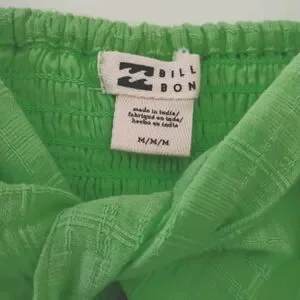 BILL
BON
made in India/
fabriqué en Inde/
hecho en India
M/M/M